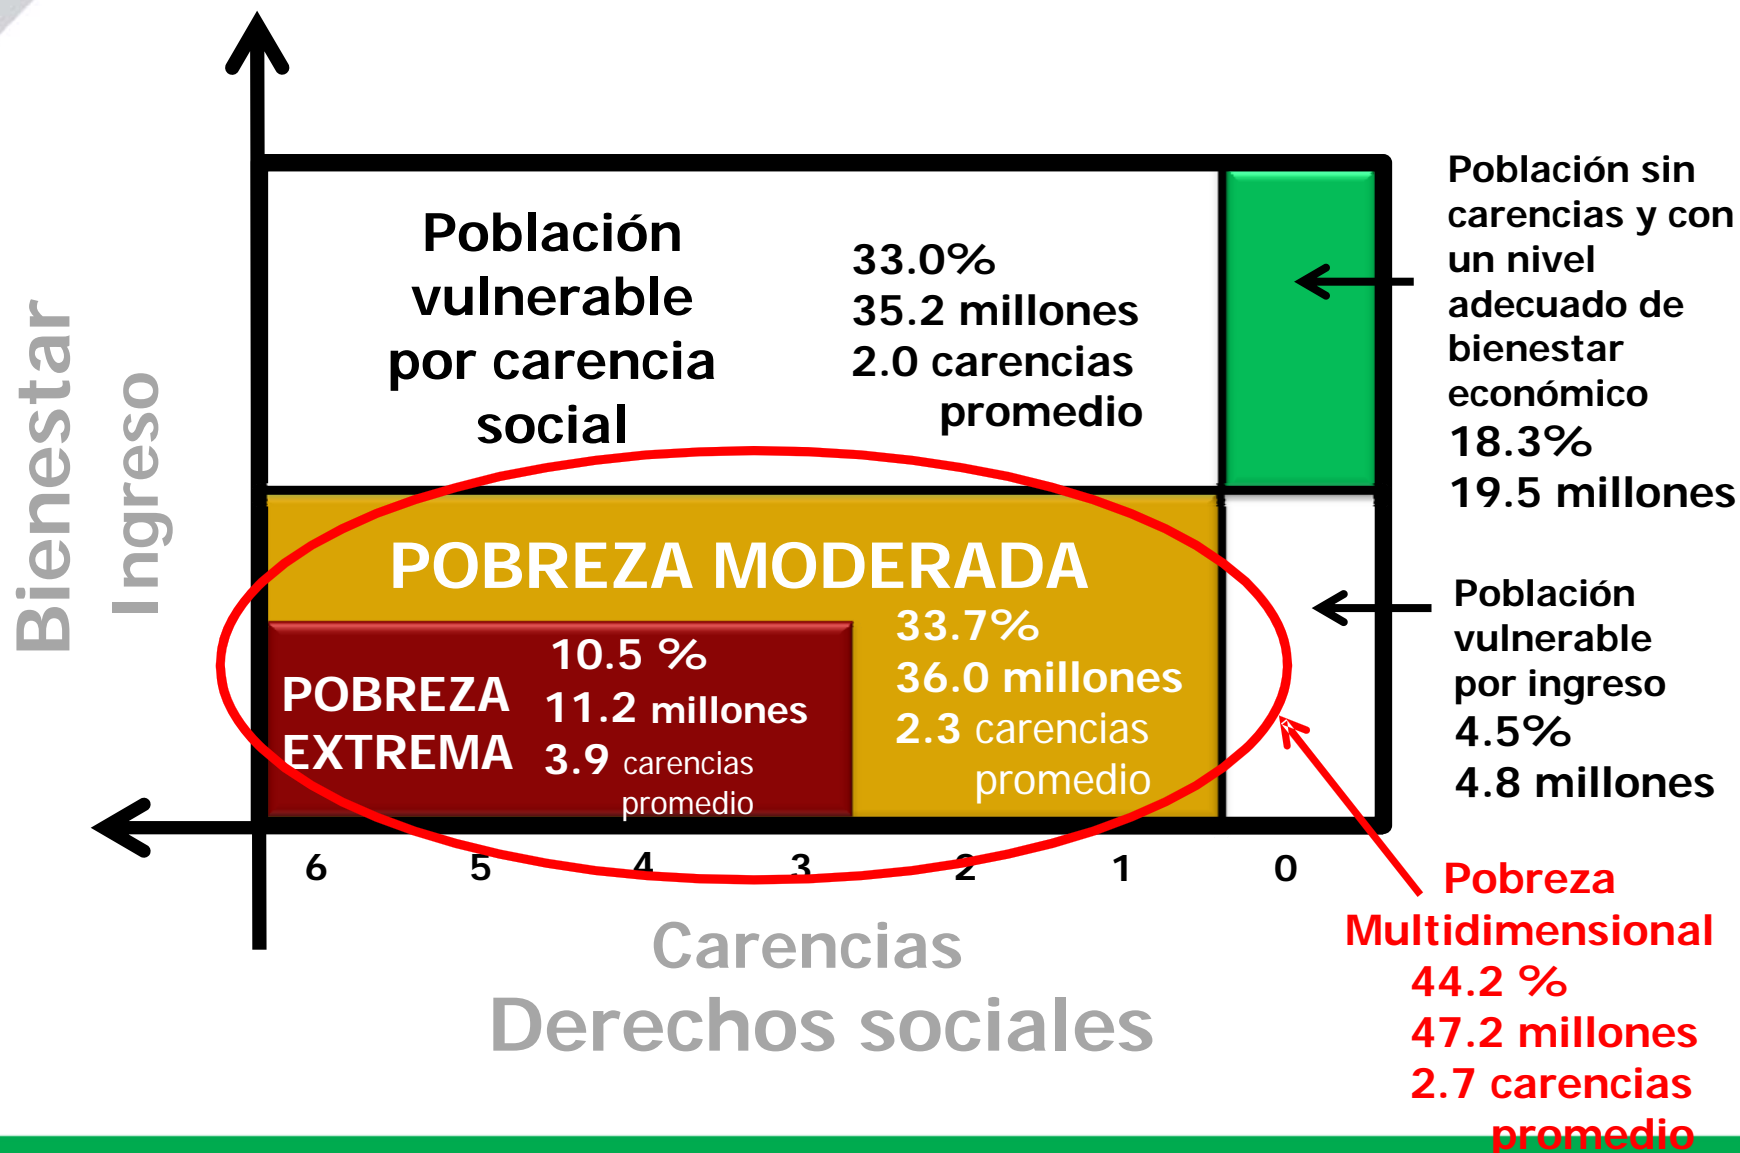 Bienestar
Ingreso
Población
vulnerable
por carencia
social
33.0%
35.2 millones
2.0 carencias
promedio
Población sin
carencias y con
un nivel
adecuado de
bienestar
económico
18.3%
19.5 millones
POBREZA MODERADA
33.7%
36.0 millones
2.3 carencias
promedio
POBREZA
EXTREMA
10.5 %
11.2 millones
3.9 carencias
promedio
Población
vulnerable
por ingreso
4.5%
4.8 millones
6 5 4 3 2 1 0
Carencias
Derechos sociales
Pobreza
Multidimensional
44.2 %
47.2 millones
2.7 carencias
promedio